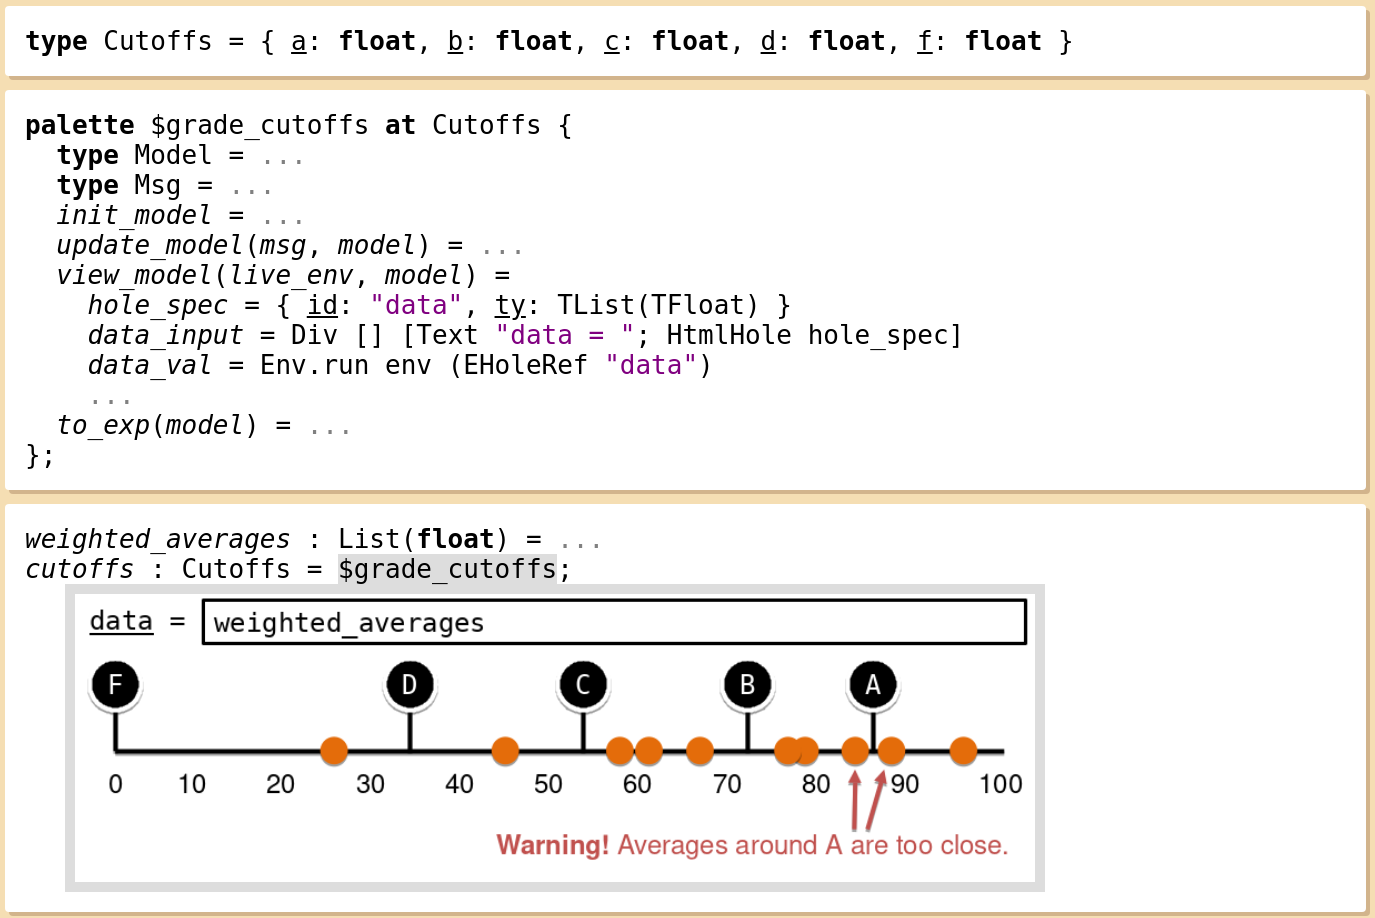 type Cutoffs = { a: float, b: float, c: float, d: float, f: float }
palette $grade_cutoffs at Cutoffs {
  type Model = ...
  type Msg = ...
  init_model = ...
  update_model(msg, model) = ...
  view_model(live_env, model) =
    hole_spec = { id: "data", ty: TList(TFloat) }
    data_input = Div [] [Text "data = "; HtmlHole hole_spec]
    data_val = Env.run env (EHoleRef "data")
    ...
  to_exp(model) = ...
};
weighted_averages : List(float) = ...
cutoffs : Cutoffs = $grade_cutoffs;
data = weighted_averages
F D C B A
0 10 20 30 40 50 60 70 80 90 100
Warning! Averages around A are too close.